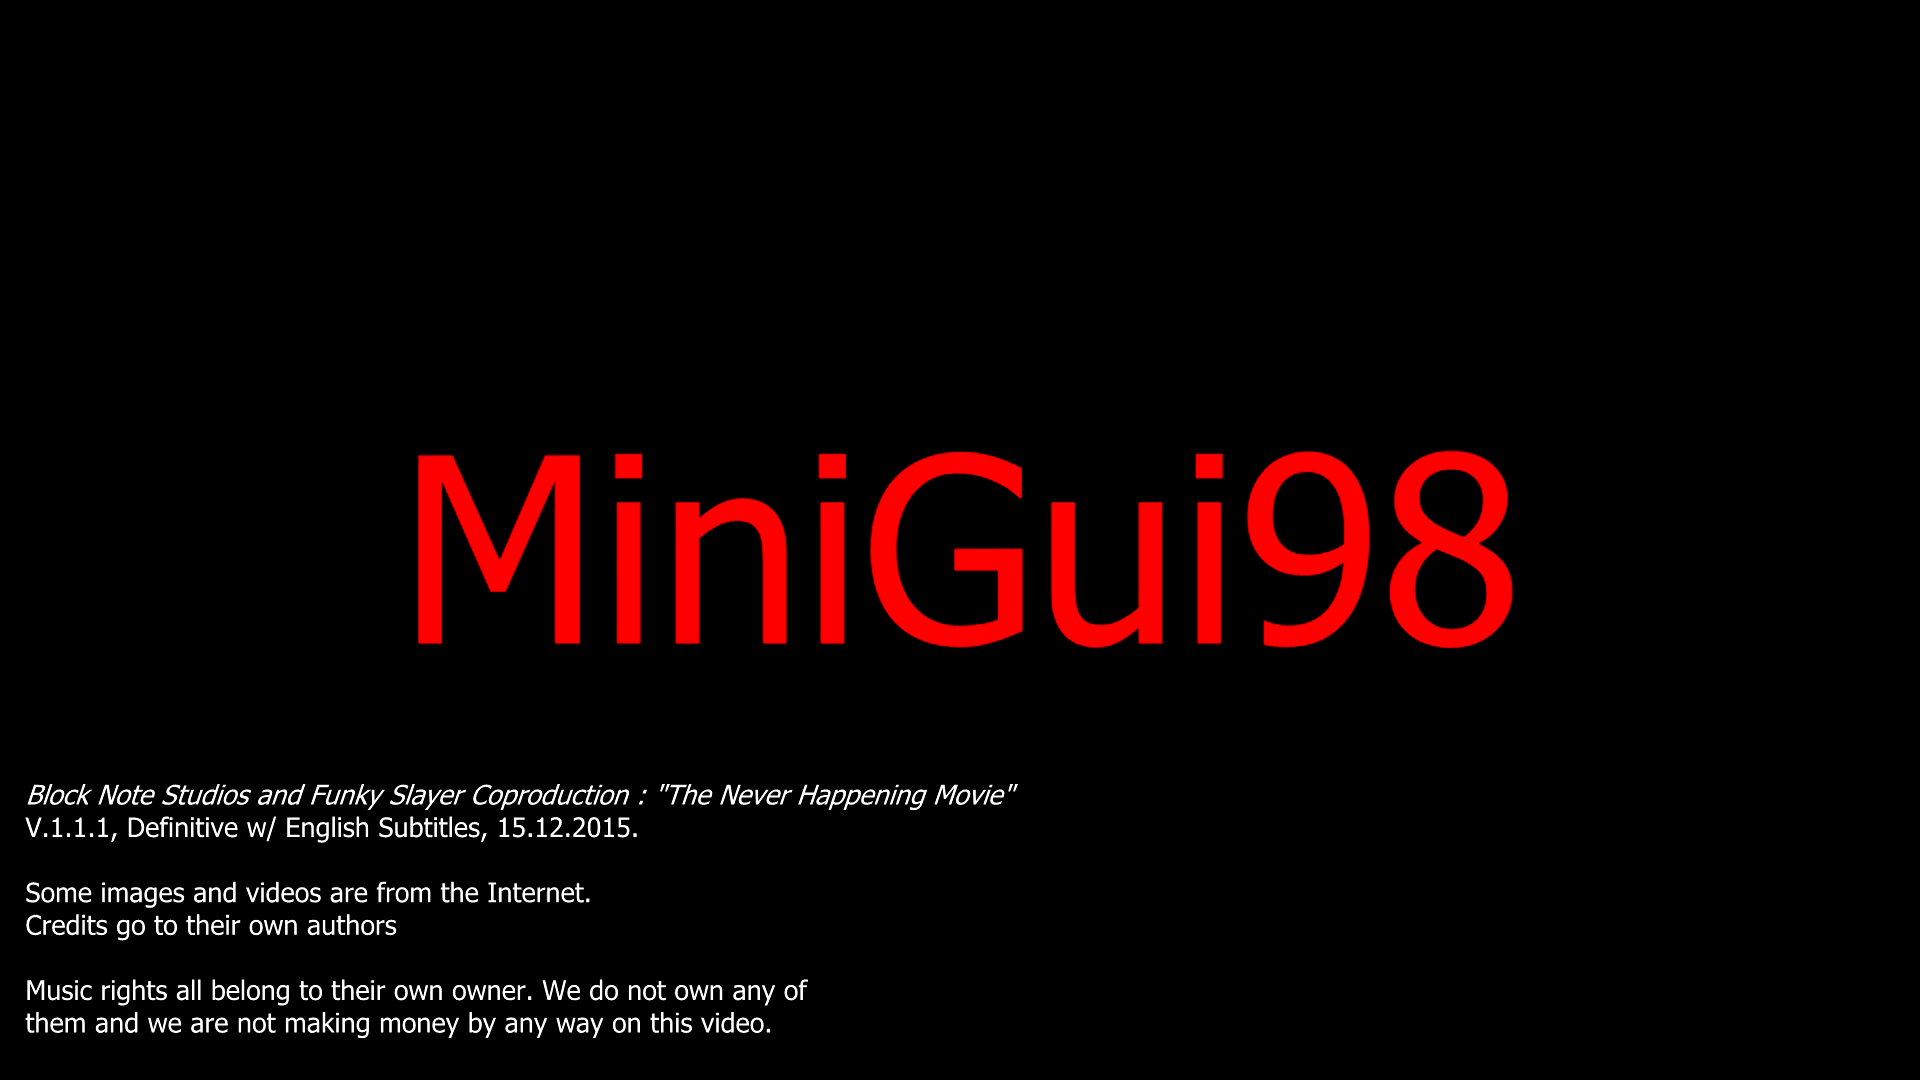 MiniGui98
Block Note Studios and Funky Slayer Coproduction : "The Never Happening Movie"
V.1.1.1, Definitive w/ English Subtitles, 15.12.2015.
Some images and videos are from the Internet.
Credits go to their own authors
Music rights all belong to their own owner. We do not own any of
them and we are not making money by any way on this video.